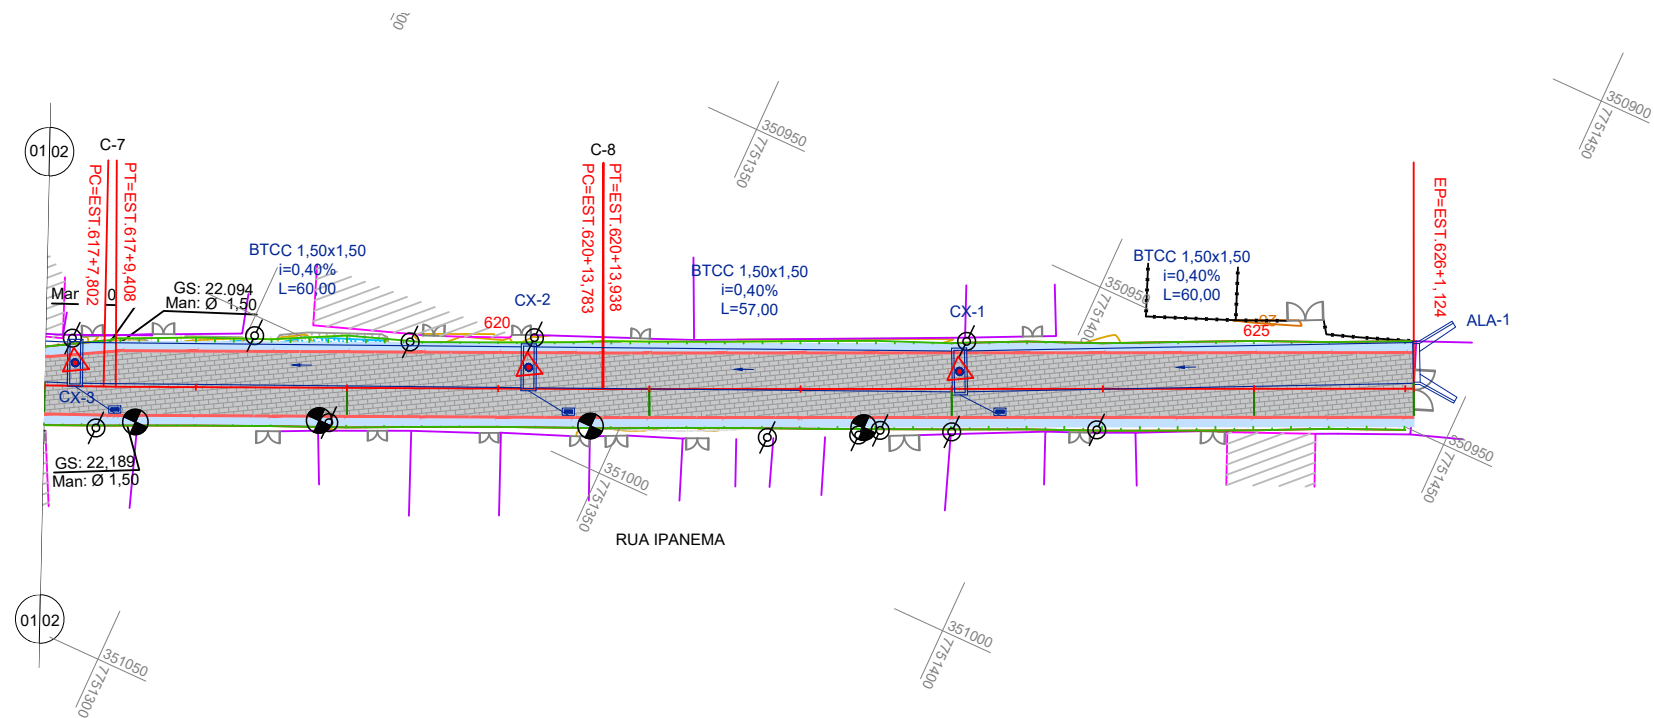 350900
7751450
350950
7751350
01 02
C-7
PC=EST.617+7,802
PT=EST.617+9,408
C-8
PC=EST.620+13,783
PT=EST.620+13,938
EP=EST.626+1,124
BTCC 1,50x1,50
i=0,40%
L=60,00
BTCC 1,50x1,50
i=0,40%
L=57,00
BTCC 1,50x1,50
i=0,40%
L=60,00
Mar
0
GS: 22.094
Man: Ø 1,50
CX-2
620
CX-1
350950
7751400
625
ALA-1
CX-3
GS: 22,189
Man: Ø 1,50
351000
7751350
350950
7751450
RUA IPANEMA
01 02
351050
7751300
351000
7751400